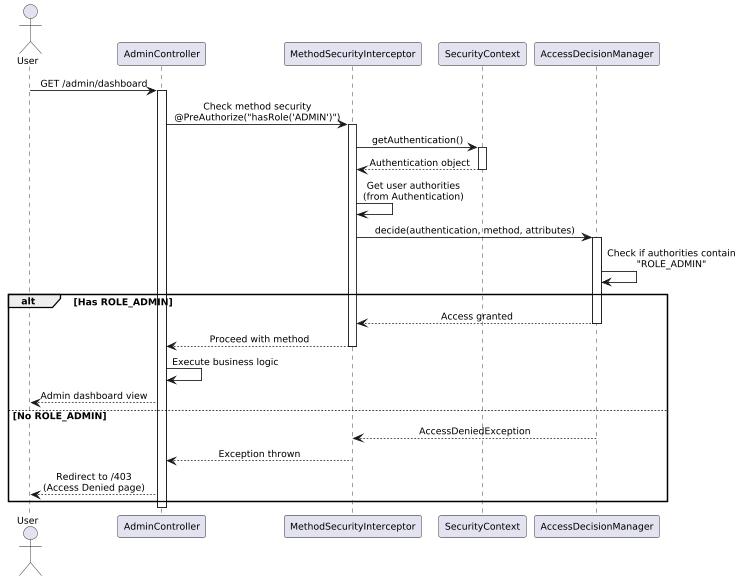 User
AdminController
MethodSecurityInterceptor
SecurityContext
AccessDecisionManager
GET /admin/dashboard
Check method security
@PreAuthorize("hasRole('ADMIN')")
getAuthentication()
Authentication object
Get user authorities
(from Authentication)
decide(authentication, method, attributes)
Check if authorities contain
"ROLE_ADMIN"
alt
[Has ROLE_ADMIN]
Access granted
Proceed with method
Execute business logic
Admin dashboard view
[No ROLE_ADMIN]
AccessDeniedException
Exception thrown
Redirect to /403
(Access Denied page)
User
AdminController
MethodSecurityInterceptor
SecurityContext
AccessDecisionManager